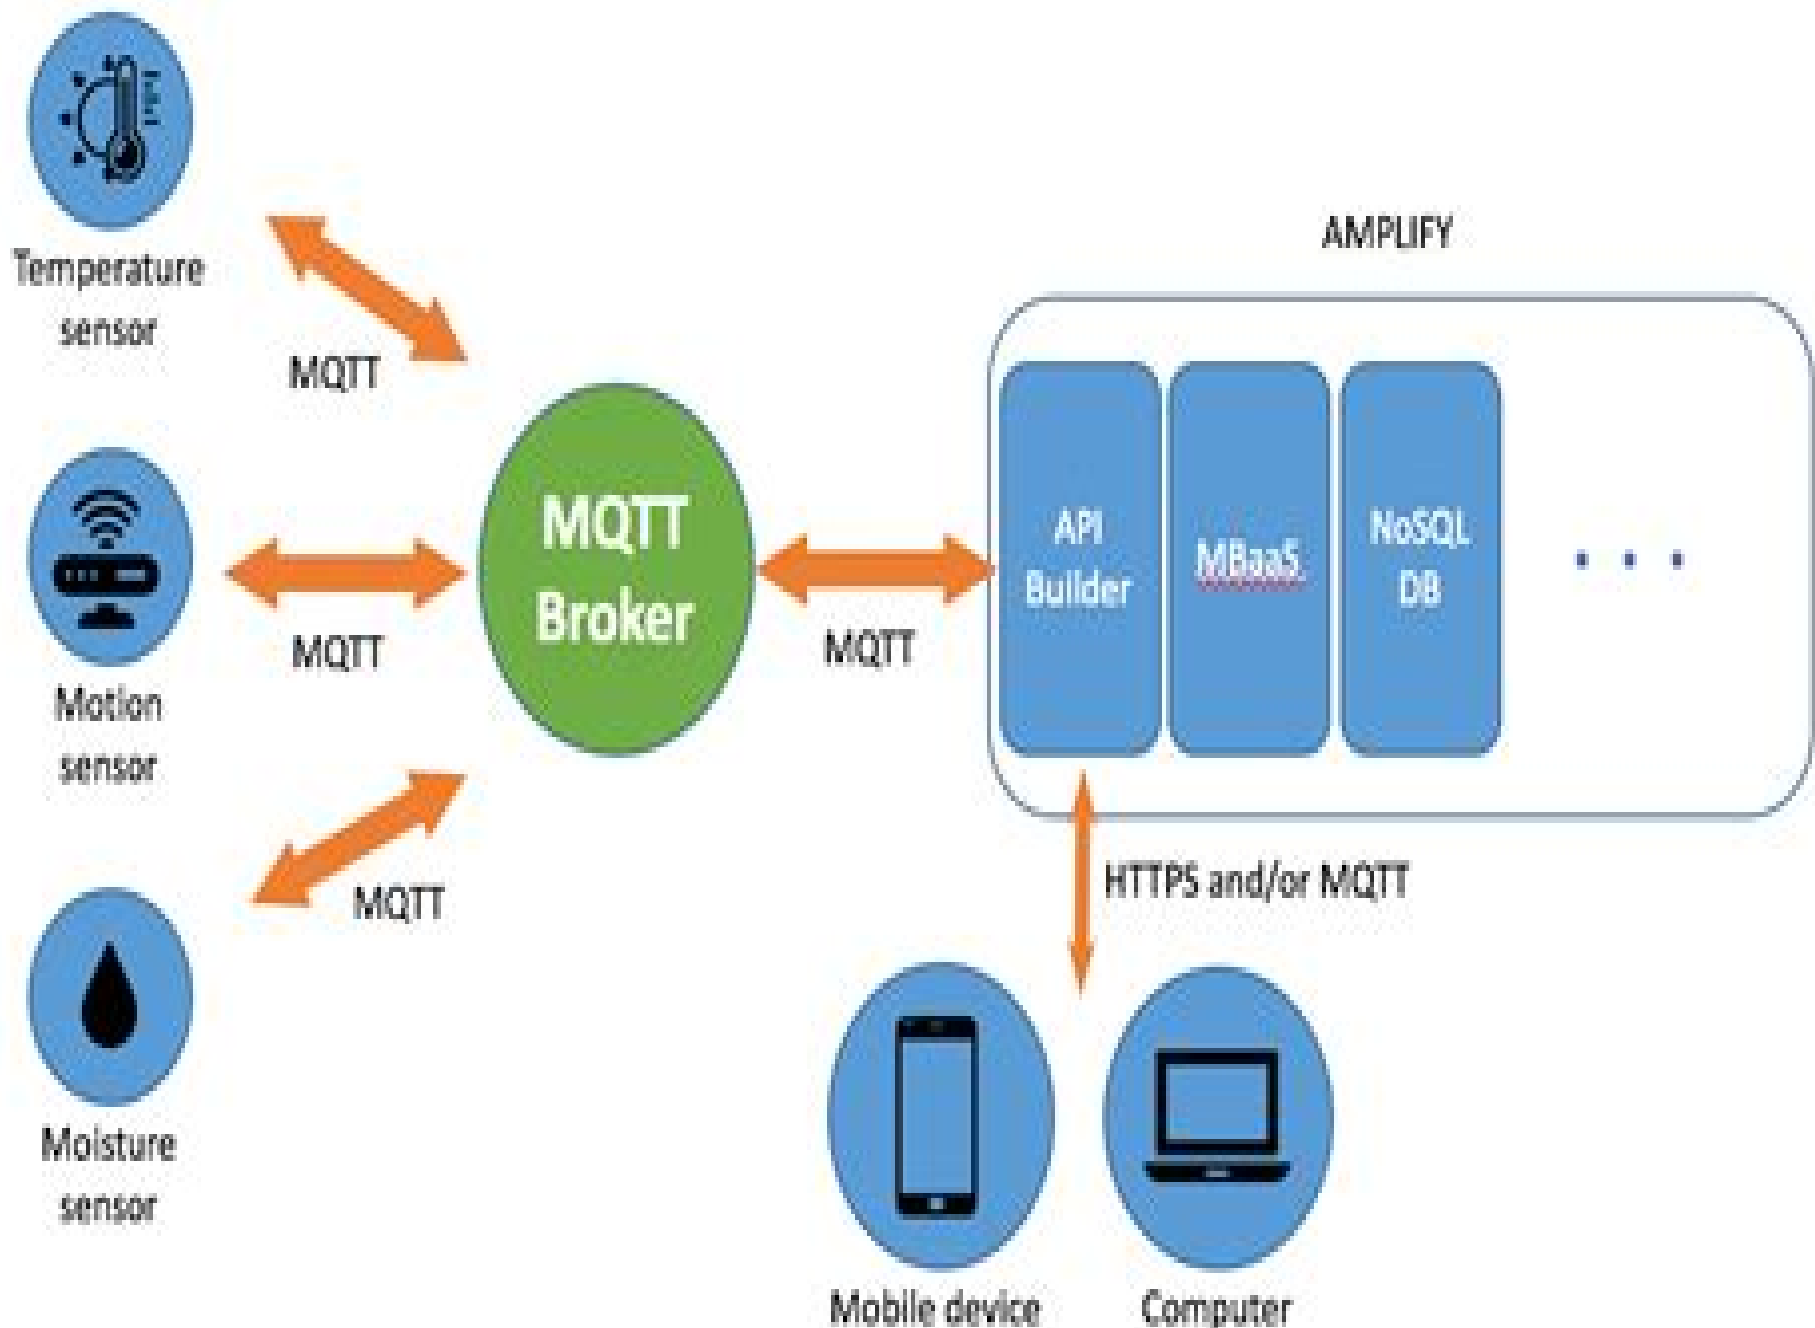 Temperature
sensor
MQTT
Motion
sensor
MQTT
Moisture
sensor
MQTT
MQTT
Broker
MQTT
AMPLIFY
API
Builder
MBaaS
NoSQL
DB
. . .
HTTPS and/or MQTT
Mobile device
Computer